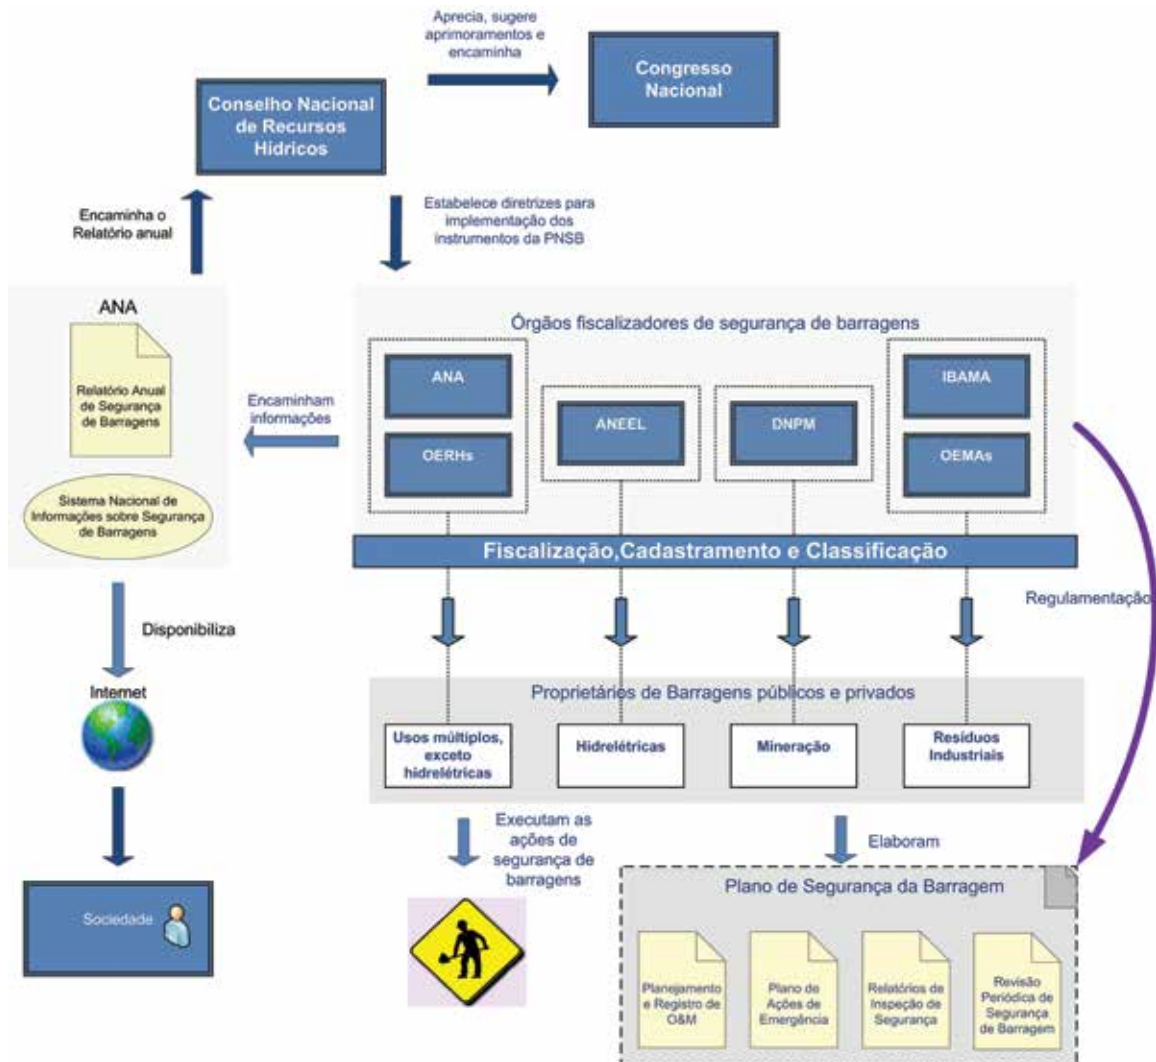 Aprecia, sugere
aprimoramentos e
encaminha
Congresso
Nacional
Conselho Nacional
de Recursos
Hídricos
Encaminha o
Relatório anual
Estabelece diretrizes para
implementação dos
instrumentos da PNSB
ANA
Relatório Anual
de Segurança
de Barragens
Sistema Nacional de
Informações sobre Segurança
de Barragens
Encaminham
informações
Órgãos fiscalizadores de segurança de barragens
ANA
OERHs
ANEEL
DNPM
IBAMA
OEMAs
Fiscalização,Cadastramento e Classificação
Regulamentação
Disponibiliza
Internet
Sociedade
Proprietários de Barragens públicos e privados
Usos múltiplos,
exceto
hidrelétricas
Hidrelétricas
Mineração
Resíduos
Industriais
Executam as
ações de
segurança de
barragens
Elaboram
Plano de Segurança da Barragem
Planejamento
e Registro de
O&M
Plano de
Ações de
Emergência
Relatórios de
Inspeção de
Segurança
Revisão
Periódica de
Segurança
de Barragem